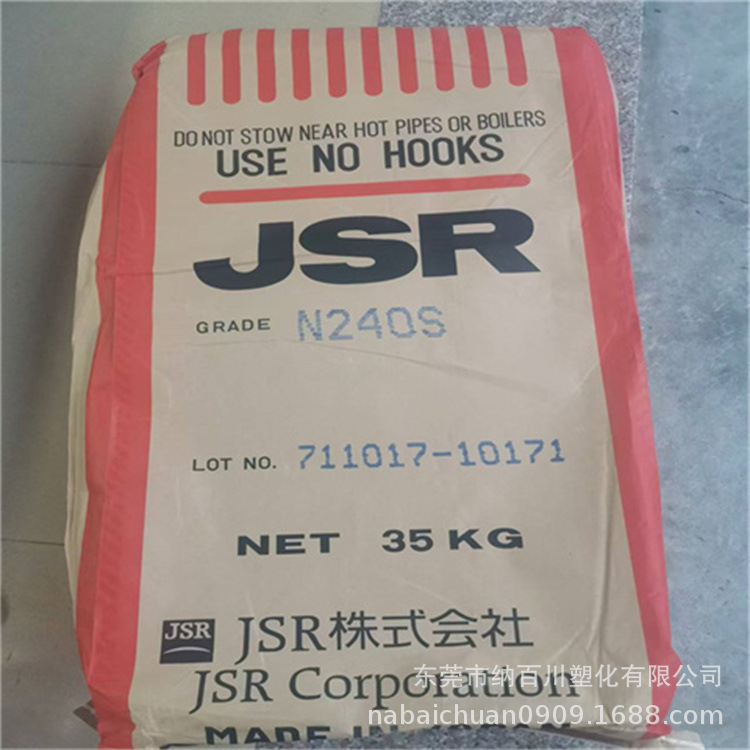 DO NOT STOW NEAR HOT PIPES OR BOILERS
USE NO HOOKS
JSR
GRADE N240S
LOT NO. 711017-10171
NET 35 KG
JSR JSR株式会社
JSR Corporation
东莞市纳百川塑化有限公司
nabaichuan0909.1688.com
MADE IN